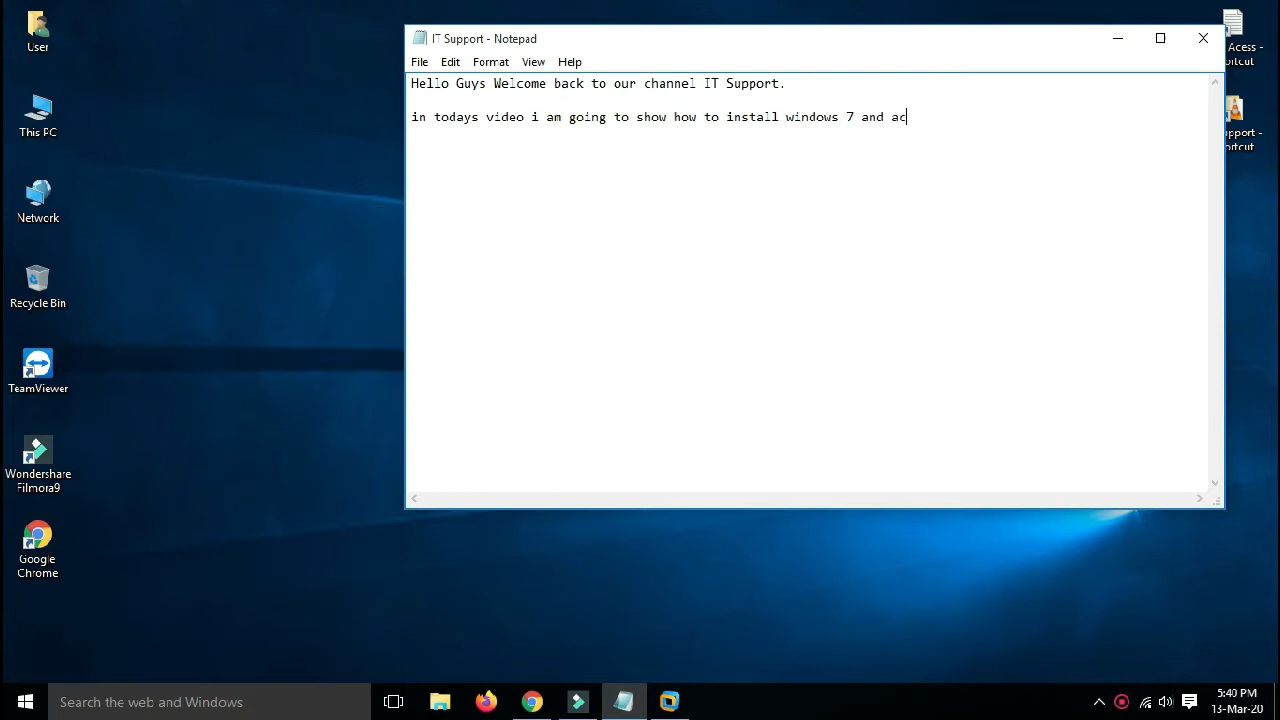 User
This PC
Network
Recycle Bin
TeamViewer
Wondershare
Filmora9
Google
Chrome
IT Support - Notepad
File Edit Format View Help
Hello Guys Welcome back to our channel IT Support.
in todays video i am going to show how to install windows 7 and ac
Acess -
Search the web and Windows
5:40 PM
13-Mar-20